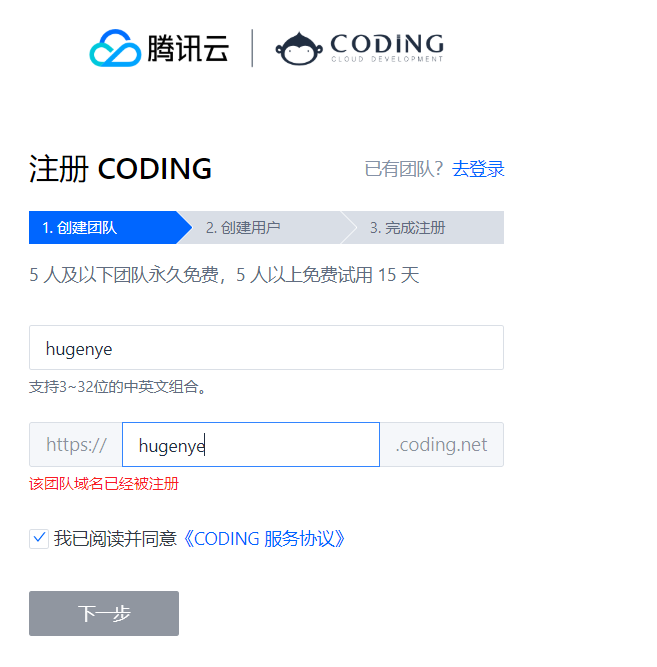 腾讯云 CODING
CLOUD DEVELOPMENT
注册 CODING 已有团队？去登录
1. 创建团队 2. 创建用户 3. 完成注册
5 人及以下团队永久免费，5 人以上免费试用 15 天
hugenye
支持3~32位的中英文组合。
https:// hugenye .coding.net
该团队域名已经被注册
我已阅读并同意《CODING 服务协议》
下一步